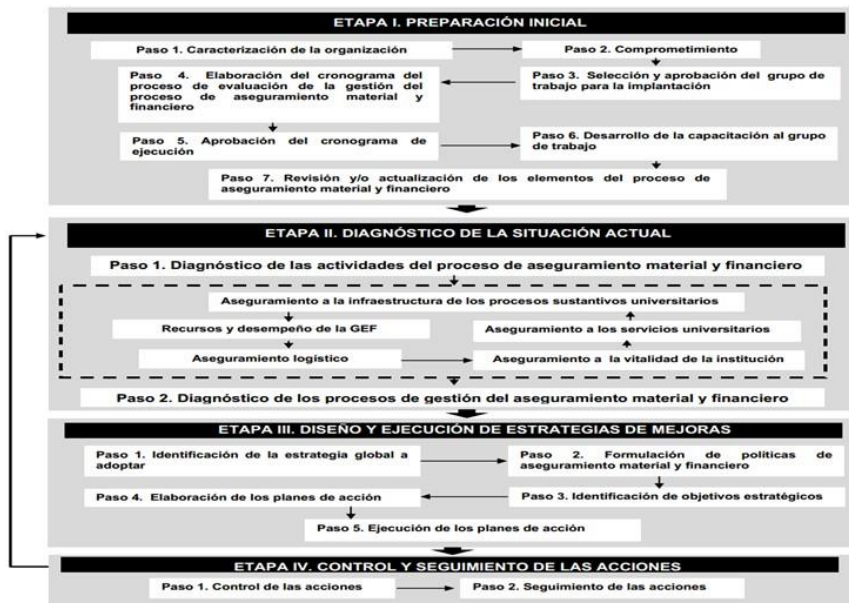 ETAPA I. PREPARACIÓN INICIAL
Paso 1. Caracterización de la organización
Paso 2. Comprometimiento
Paso 4. Elaboración del cronograma del
proceso de evaluación de la gestión del
proceso de aseguramiento material y
financiero
Paso 3. Selección y aprobación del grupo de
trabajo para la implantación
Paso 5. Aprobación del cronograma de
ejecución
Paso 6. Desarrollo de la capacitación al grupo
de trabajo
Paso 7. Revisión y/o actualización de los elementos del proceso de
aseguramiento material y financiero
ETAPA II. DIAGNÓSTICO DE LA SITUACIÓN ACTUAL
Paso 1. Diagnóstico de las actividades del proceso de aseguramiento material y financiero
Aseguramiento a la infraestructura de los procesos sustantivos universitarios
Recursos y desempeño de la GEF
Aseguramiento a los servicios universitarios
Aseguramiento logístico
Aseguramiento a la vitalidad de la institución
Paso 2. Diagnóstico de los procesos de gestión del aseguramiento material y financiero
ETAPA III. DISEÑO Y EJECUCIÓN DE ESTRATEGIAS DE MEJORAS
Paso 1. Identificación de la estrategia global a
adoptar
Paso 2. Formulación de políticas de
aseguramiento material y financiero
Paso 4. Elaboración de los planes de acción
Paso 3. Identificación de objetivos estratégicos
Paso 5. Ejecución de los planes de acción
ETAPA IV. CONTROL Y SEGUIMIENTO DE LAS ACCIONES
Paso 1. Control de las acciones
Paso 2. Seguimiento de las acciones